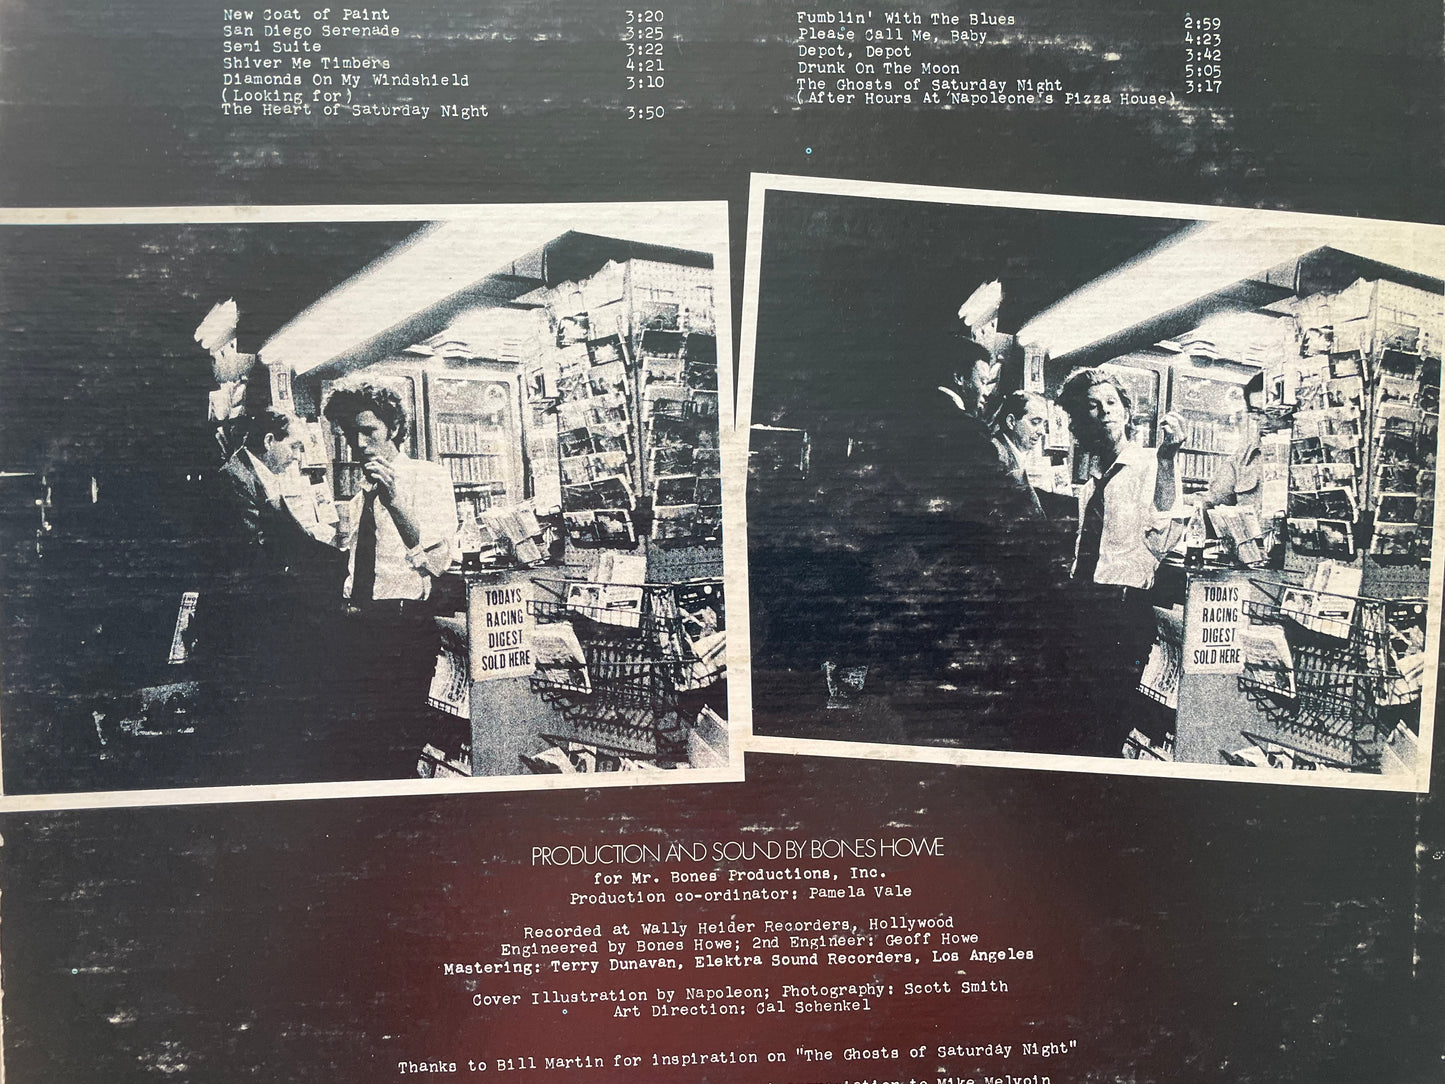 New Coat of Paint 3:20
San Diego Serenade 3:25
Semi Suite 3:22
Shiver Me Timbers 4:21
Diamonds On My Windshield 3:10
(Looking for)
The Heart of Saturday Night 3:50
Fumblin' With The Blues 2:59
Please Call Me, Baby 4:23
Depot, Depot 3:42
Drunk On The Moon 5:05
The Ghosts of Saturday Night 3:17
(After Hours At Napoleone's Pizza House)
TODAYS
RACING
DIGEST
SOLD HERE
TODAYS
RACING
DIGEST
SOLD HERE
PRODUCTION AND SOUND BY BONES HOWE
for Mr. Bones Productions, Inc.
Production co-ordinator: Pamela Vale
Recorded at Wally Heider Recorders, Hollywood
Engineered by Bones Howe; 2nd Engineer: Geoff Howe
Mastering: Terry Dunavan, Elektra Sound Recorders, Los Angeles
Cover Illustration by Napoleon; Photography: Scott Smith
Art Direction: Cal Schenkel
Thanks to Bill Martin for inspiration on "The Ghosts of Saturday Night"
to Mike Melvoin